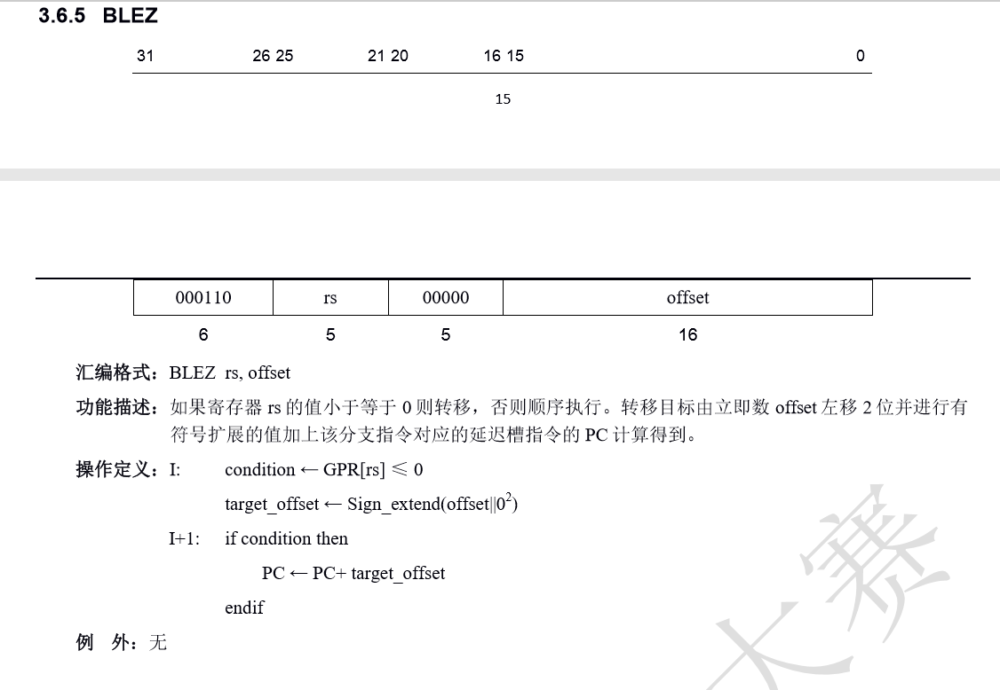 3.6.5 BLEZ
31 26 25 21 20 16 15 0
15
000110 rs 00000 offset
6 5 5 16
汇编格式：BLEZ rs, offset
功能描述：如果寄存器 rs 的值小于等于 0 则转移，否则顺序执行。转移目标由立即数 offset 左移 2 位并进行有
符号扩展的值加上该分支指令对应的延迟槽指令的 PC 计算得到。
操作定义：I: condition ← GPR[rs] ≤ 0
target_offset ← Sign_extend(offset||0²)
I+1: if condition then
PC ← PC+ target_offset
endif
例 外：无
大赛